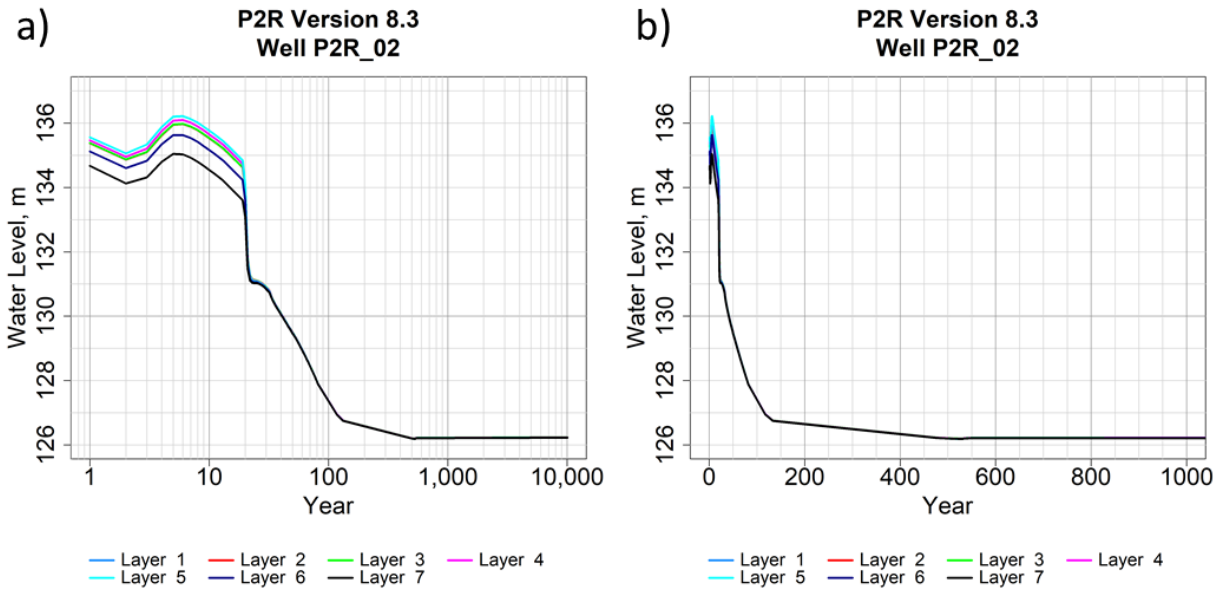 a)
P2R Version 8.3
Well P2R_02
Water Level, m
136
134
132
130
128
126
1 10 100 1,000 10,000
Year
Layer 1 Layer 2 Layer 3 Layer 4
Layer 5 Layer 6 Layer 7
b)
P2R Version 8.3
Well P2R_02
Water Level, m
136
134
132
130
128
126
0 200 400 600 800 1000
Year
Layer 1 Layer 2 Layer 3 Layer 4
Layer 5 Layer 6 Layer 7